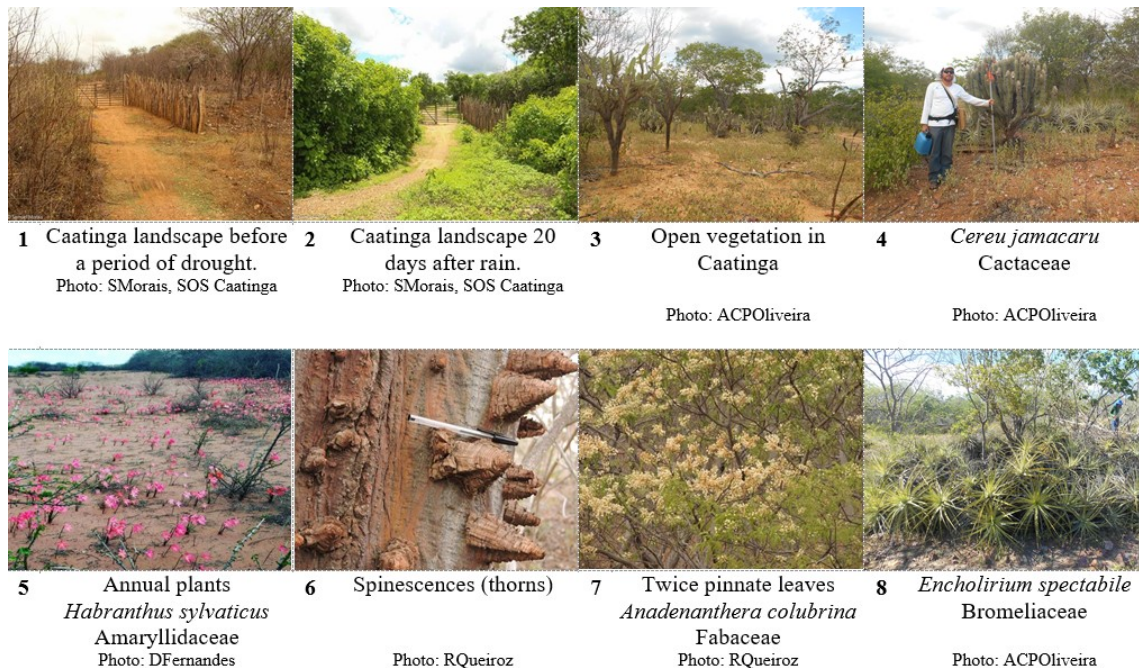 1 Caatinga landscape before
a period of drought.
Photo: SMorais, SOS Caatinga
2 Caatinga landscape 20
days after rain.
Photo: SMorais, SOS Caatinga
3 Open vegetation in
Caatinga
Photo: ACPOliveira
4 Cereu jamacaru
Cactaceae
Photo: ACPOliveira
5 Annual plants
Habranthus sylvaticus
Amaryllidaceae
Photo: DFernandes
6 Spinescences (thorns)
Photo: RQueiroz
7 Twice pinnate leaves
Anadenanthera colubrina
Fabaceae
Photo: RQueiroz
8 Encholirium spectabile
Bromeliaceae
Photo: ACPOliveira